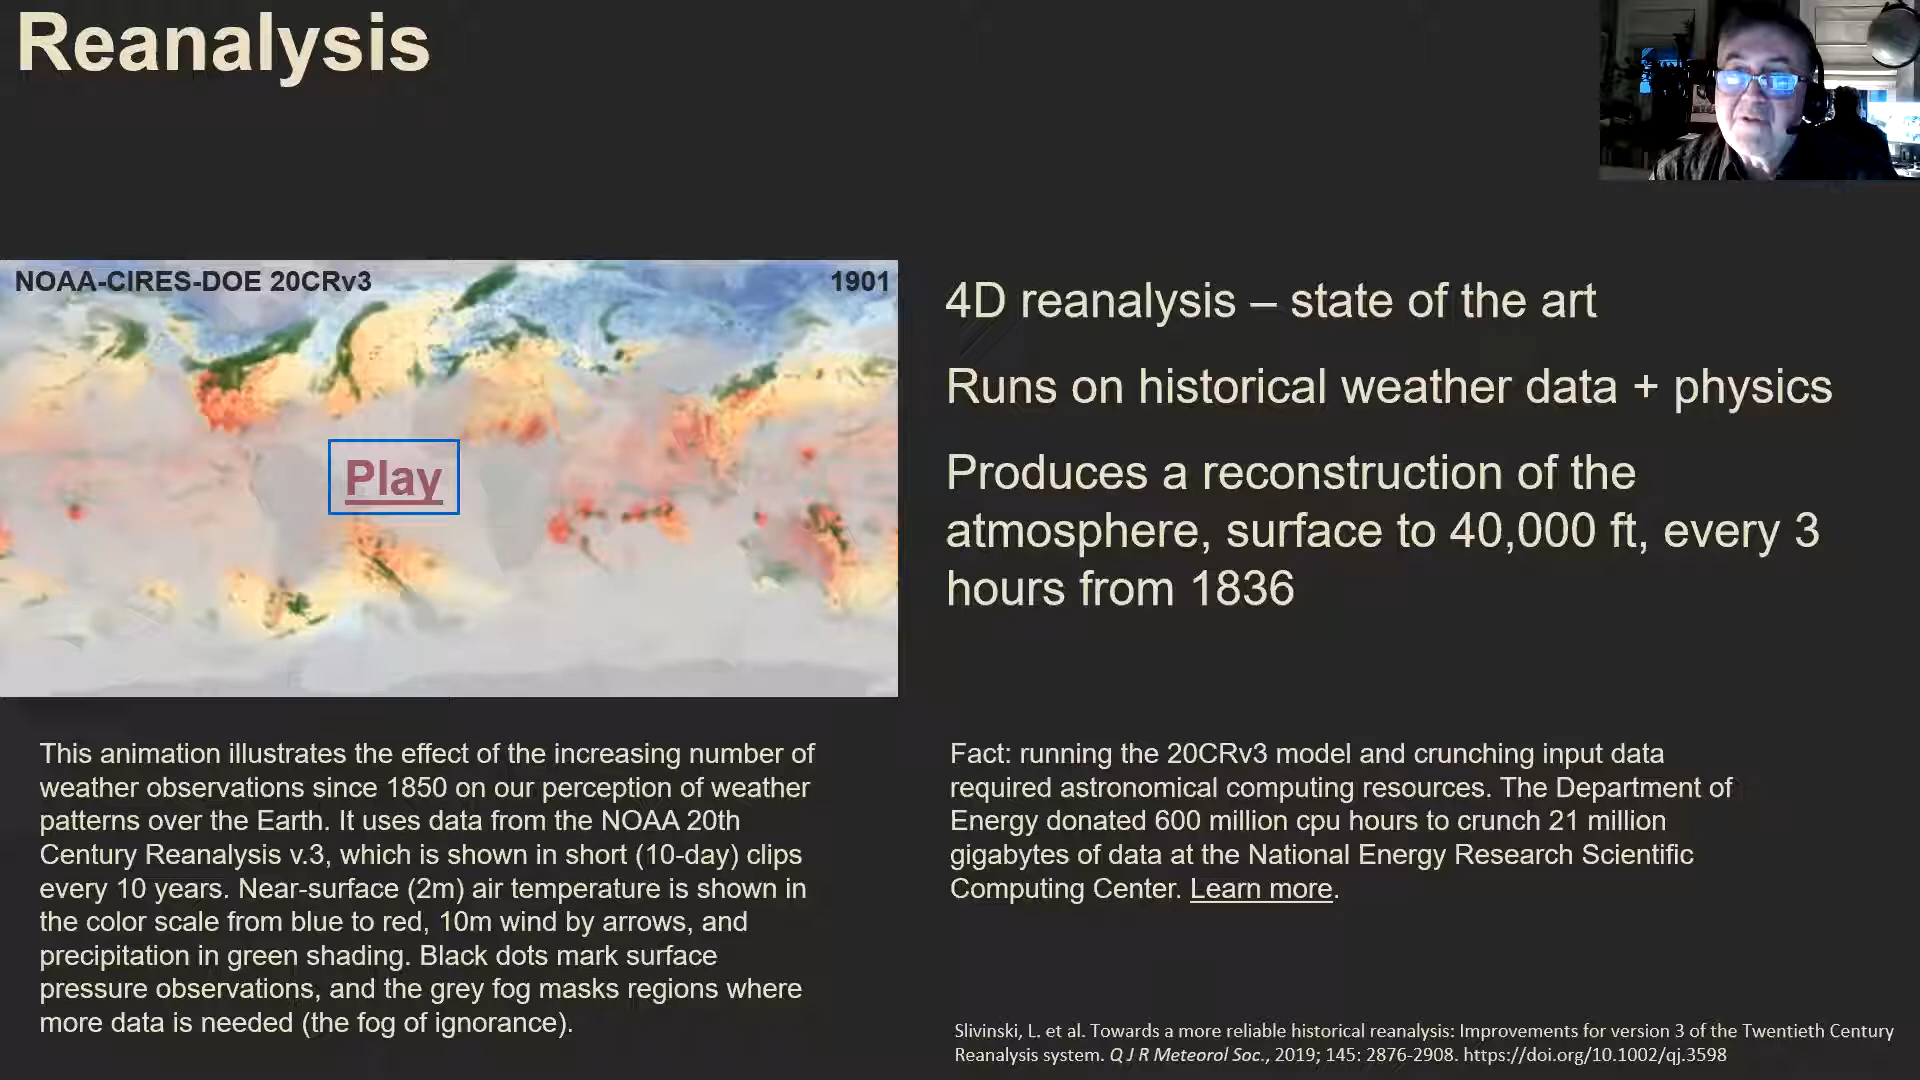 Reanalysis
NOAA-CIRES-DOE 20CRv3
1901
Play
4D reanalysis – state of the art
Runs on historical weather data + physics
Produces a reconstruction of the
atmosphere, surface to 40,000 ft, every 3
hours from 1836
This animation illustrates the effect of the increasing number of
weather observations since 1850 on our perception of weather
patterns over the Earth. It uses data from the NOAA 20th
Century Reanalysis v.3, which is shown in short (10-day) clips
every 10 years. Near-surface (2m) air temperature is shown in
the color scale from blue to red, 10m wind by arrows, and
precipitation in green shading. Black dots mark surface
pressure observations, and the grey fog masks regions where
more data is needed (the fog of ignorance).
Fact: running the 20CRv3 model and crunching input data
required astronomical computing resources. The Department of
Energy donated 600 million cpu hours to crunch 21 million
gigabytes of data at the National Energy Research Scientific
Computing Center. Learn more.
Slivinski, L. et al. Towards a more reliable historical reanalysis: Improvements for version 3 of the Twentieth Century
Reanalysis system. Q J R Meteorol Soc., 2019; 145: 2876-2908. https://doi.org/10.1002/qj.3598